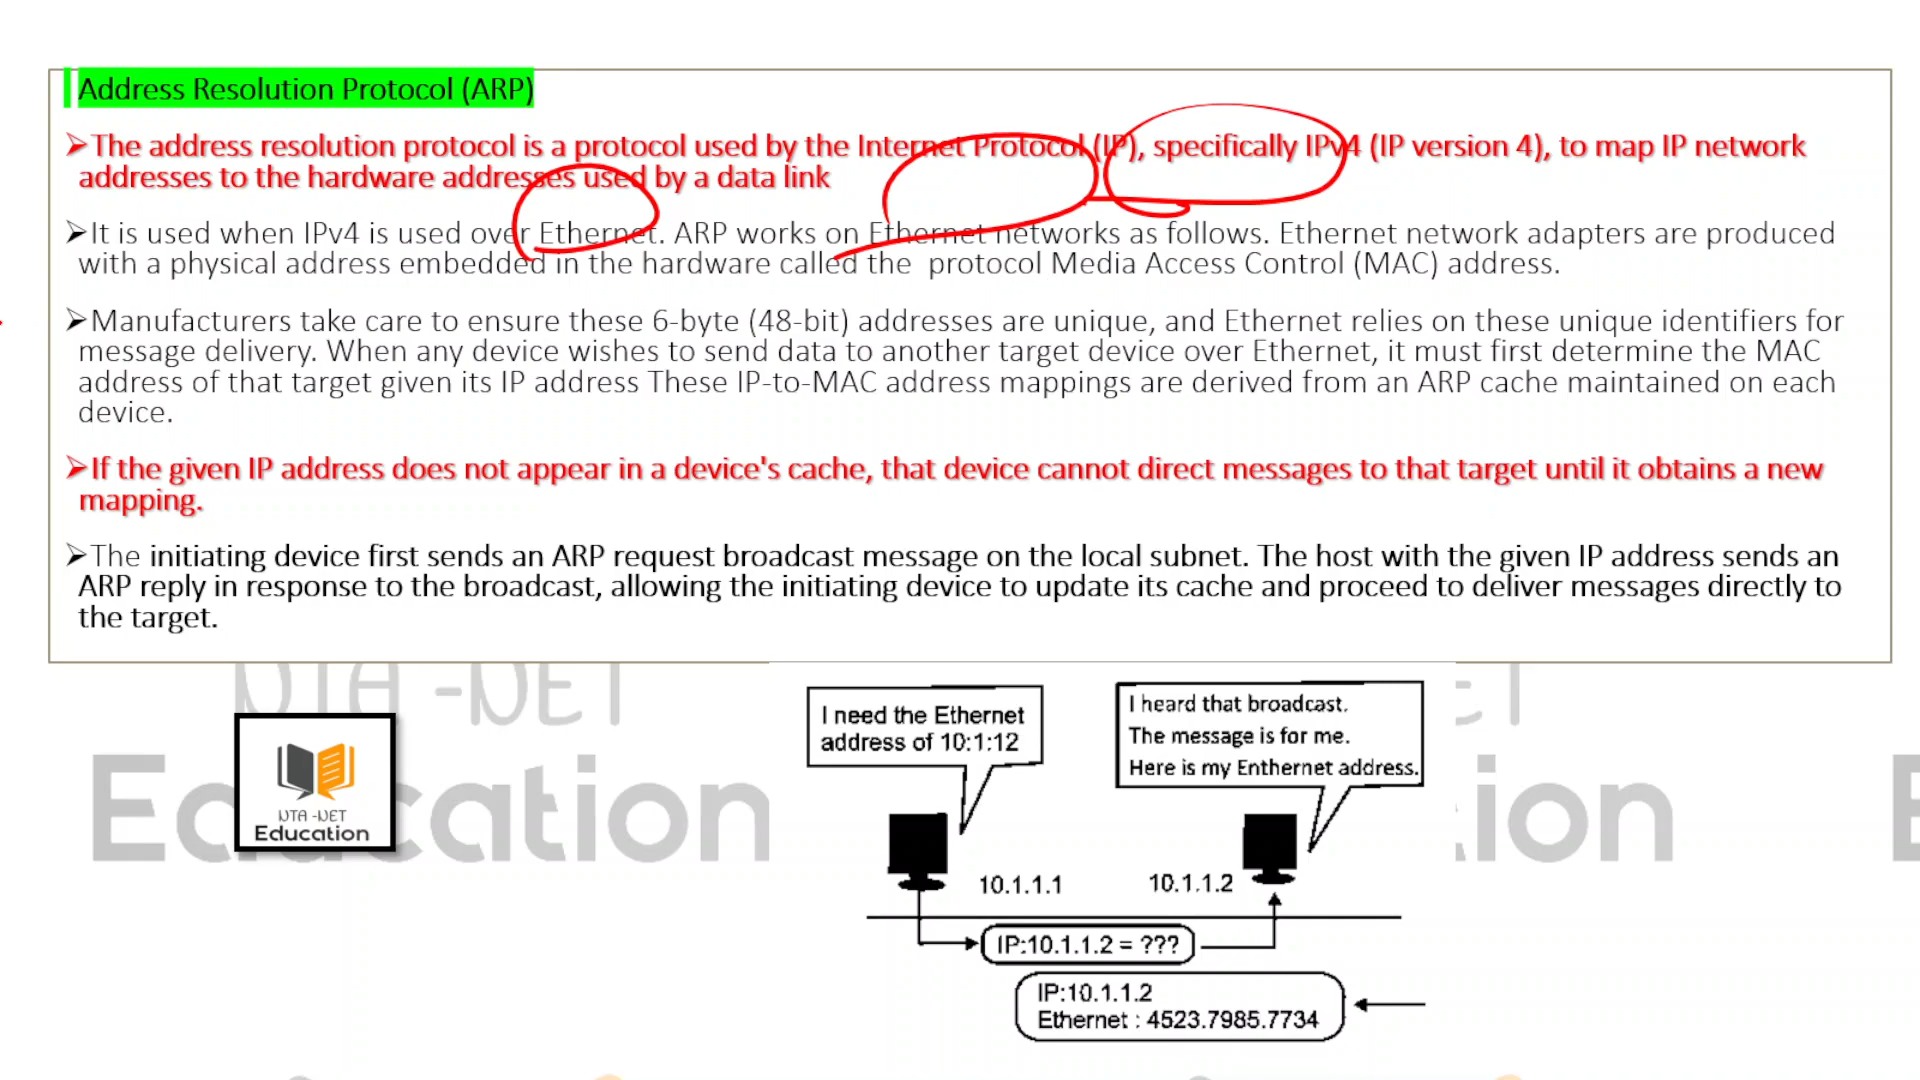 Address Resolution Protocol (ARP)
➢The address resolution protocol is a protocol used by the Internet Protocol (IP), specifically IPv4 (IP version 4), to map IP network
addresses to the hardware addresses used by a data link
➢It is used when IPv4 is used over Ethernet. ARP works on Ethernet networks as follows. Ethernet network adapters are produced
with a physical address embedded in the hardware called the protocol Media Access Control (MAC) address.
➢Manufacturers take care to ensure these 6-byte (48-bit) addresses are unique, and Ethernet relies on these unique identifiers for
message delivery. When any device wishes to send data to another target device over Ethernet, it must first determine the MAC
address of that target given its IP address These IP-to-MAC address mappings are derived from an ARP cache maintained on each
device.
➢If the given IP address does not appear in a device's cache, that device cannot direct messages to that target until it obtains a new
mapping.
➢The initiating device first sends an ARP request broadcast message on the local subnet. The host with the given IP address sends an
ARP reply in response to the broadcast, allowing the initiating device to update its cache and proceed to deliver messages directly to
the target.
NTA -NET
Education
I need the Ethernet
address of 10:1:12
I heard that broadcast.
The message is for me.
Here is my Enthernet address.
10.1.1.1
10.1.1.2
IP:10.1.1.2 = ???
IP:10.1.1.2
Ethernet : 4523.7985.7734